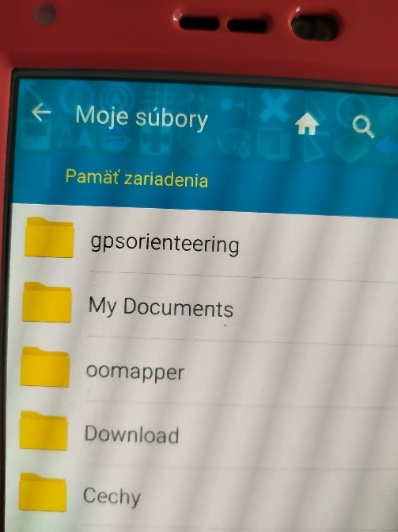 Moje súbory
Pamäť zariadenia
gpsorienteering
My Documents
oomapper
Download
Cechy